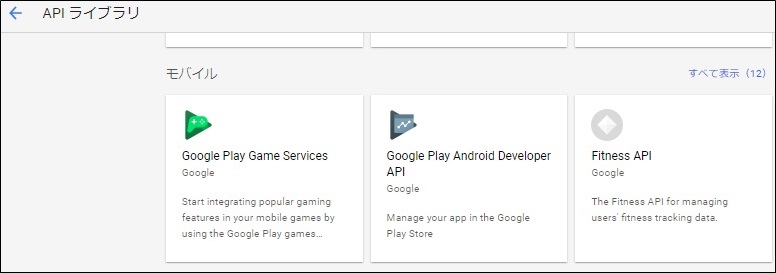 API ライブラリ
モバイル
すべて表示（12）
Google Play Game Services
Google
Start integrating popular gaming
features in your mobile games by
using the Google Play games...
Google Play Android Developer
API
Google
Manage your app in the Google
Play Store
Fitness API
Google
The Fitness API for managing
users' fitness tracking data.